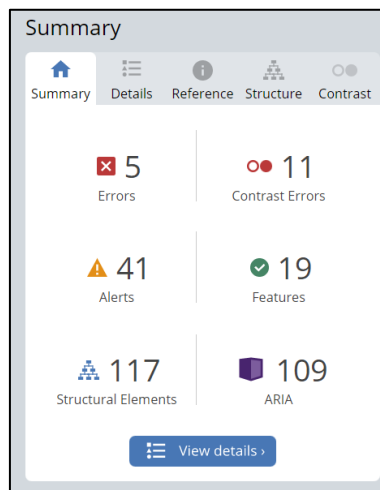 Summary
Summary Details Reference Structure Contrast
5 11
Errors Contrast Errors
41 19
Alerts Features
117 109
Structural Elements ARIA
View details ›